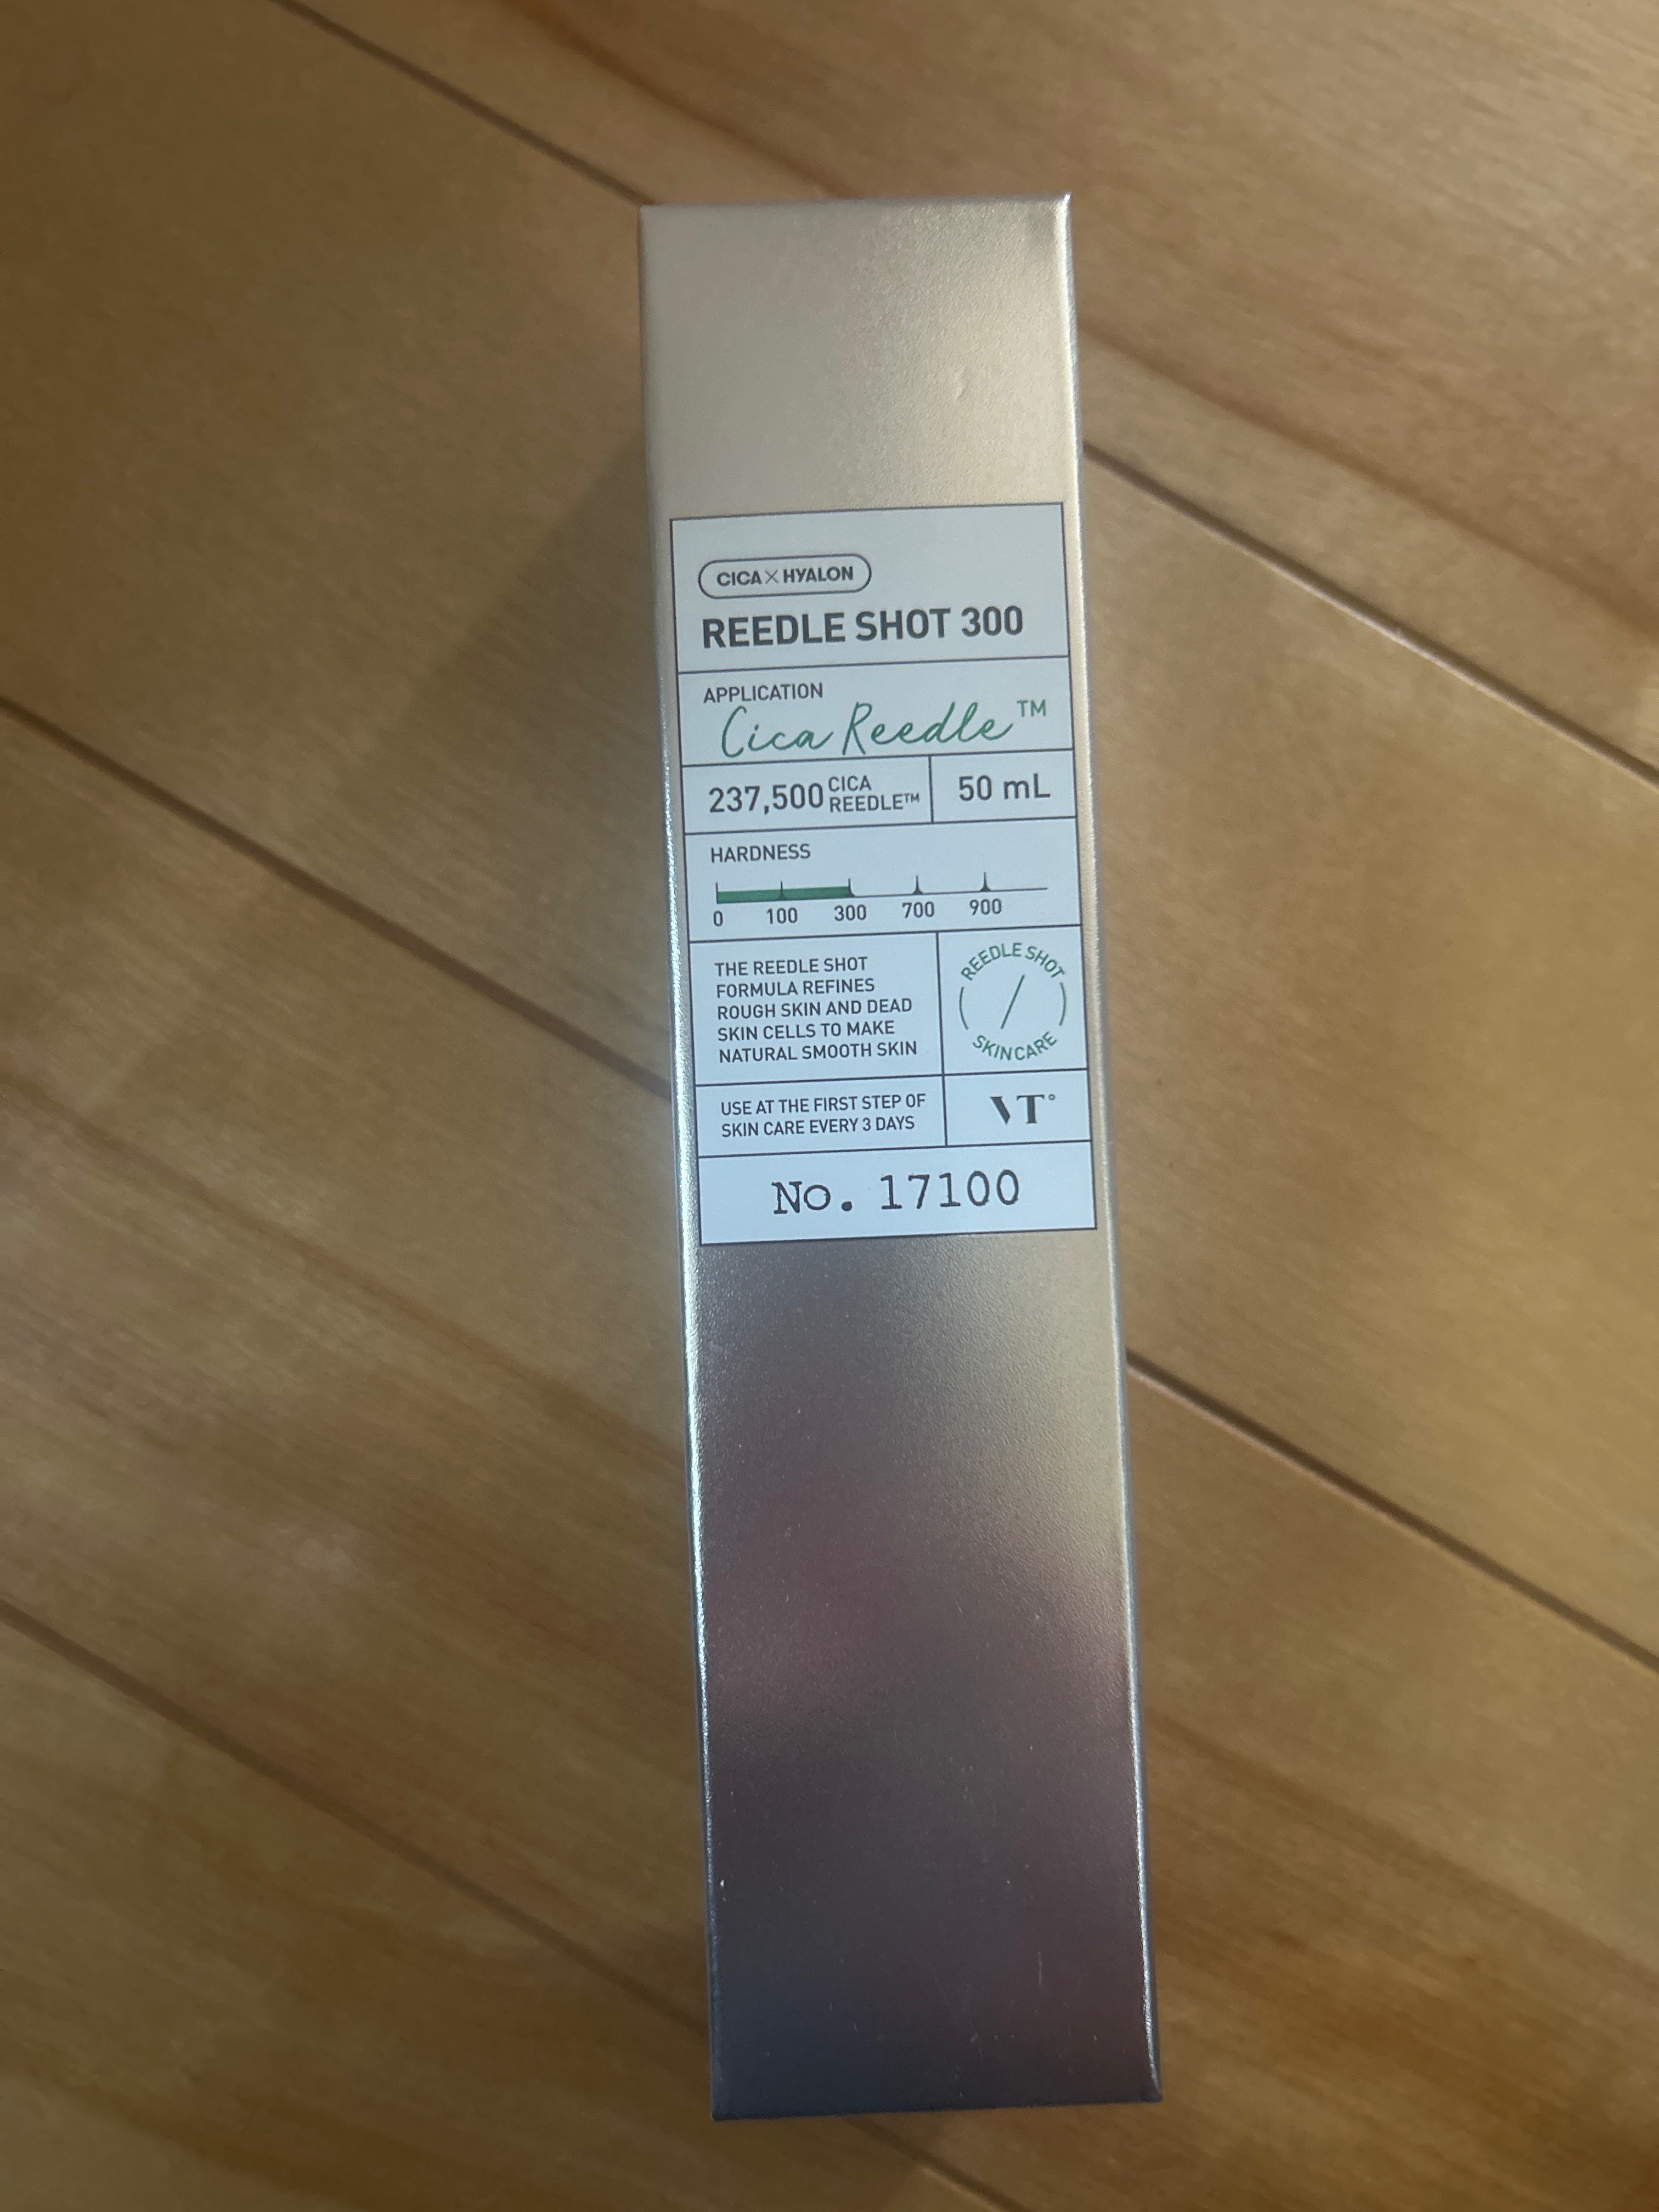 CICA×HYALON
REEDLE SHOT 300
APPLICATION
Cica Reedle™
237,500 CICA
REEDLE™
50 mL
HARDNESS
0 100 300 700 900
THE REEDLE SHOT
FORMULA REFINES
ROUGH SKIN AND DEAD
SKIN CELLS TO MAKE
NATURAL SMOOTH SKIN
REEDLE SHOT
SKINCARE
USE AT THE FIRST STEP OF
SKIN CARE EVERY 3 DAYS
VT°
No. 17100